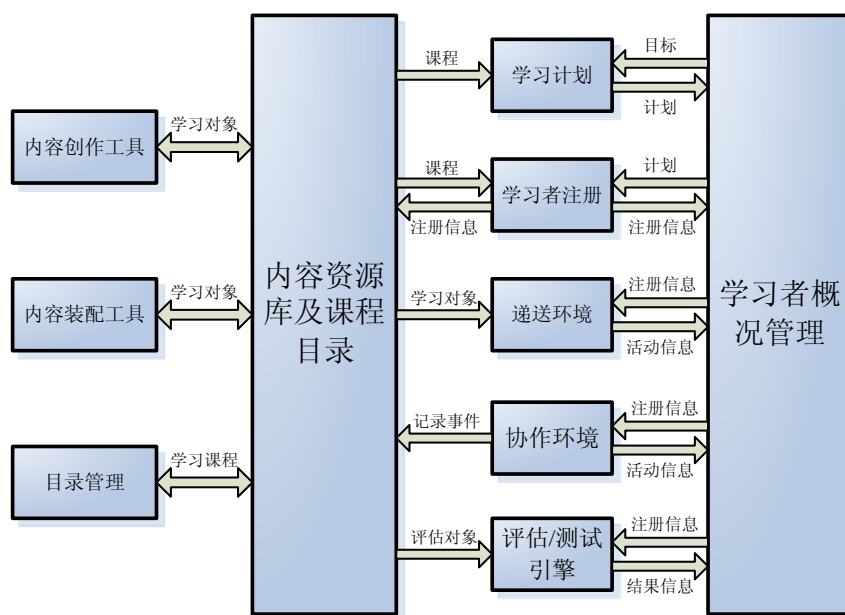 课程
学习计划
目标
计划
学习对象
内容创作工具
课程
学习者注册
计划
注册信息
注册信息
内容资源
库及课程
目录
学习者概
况管理
学习对象
内容装配工具
学习对象
递送环境
注册信息
活动信息
记录事件
协作环境
注册信息
活动信息
学习课程
目录管理
评估对象
评估/测试
引擎
注册信息
结果信息